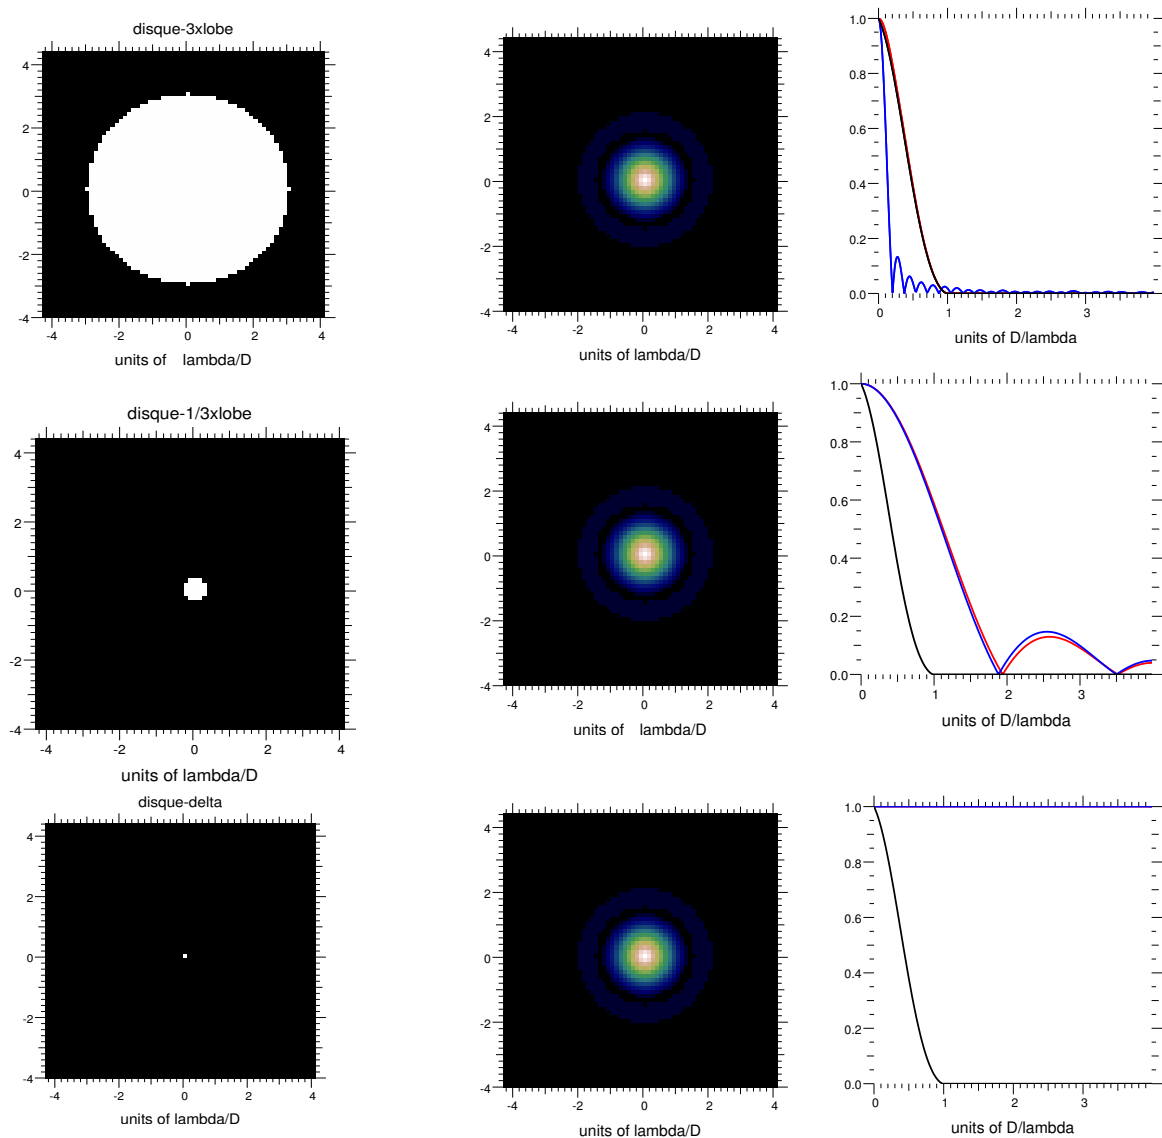 disque-3xlobe
4
2
0
-2
-4
-4 -2 0 2 4
units of lambda/D
4
2
0
-2
-4
-4 -2 0 2 4
units of lambda/D
1.0
0.8
0.6
0.4
0.2
0.0
0 1 2 3
units of D/lambda
disque-1/3xlobe
4
2
0
-2
-4
-4 -2 0 2 4
units of lambda/D
4
2
0
-2
-4
-4 -2 0 2 4
units of lambda/D
1.0
0.8
0.6
0.4
0.2
0.0
0 1 2 3
units of D/lambda
disque-delta
4
2
0
-2
-4
-4 -2 0 2 4
units of lambda/D
4
2
0
-2
-4
-4 -2 0 2 4
units of lambda/D
1.0
0.8
0.6
0.4
0.2
0.0
0 1 2 3
units of D/lambda